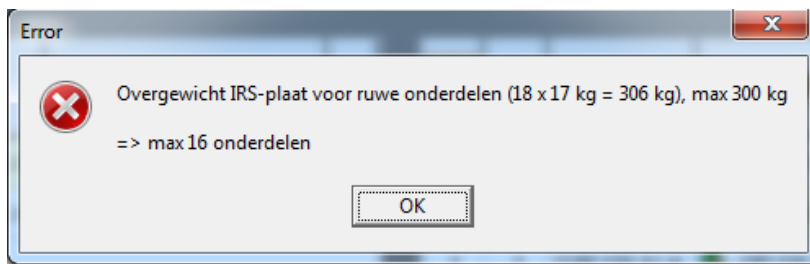 Error
Overgewicht IRS-plaat voor ruwe onderdelen (18 x 17 kg = 306 kg), max 300 kg
=> max 16 onderdelen
OK